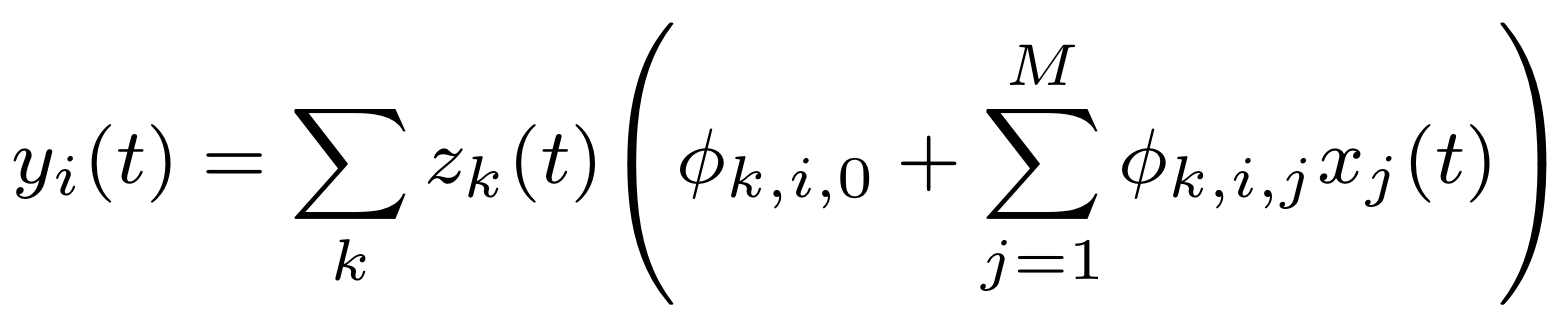 y_i(t) = \sum_k z_k(t) \left( \phi_{k,i,0} + \sum_{j=1}^{M} \phi_{k,i,j} x_j(t) \right)